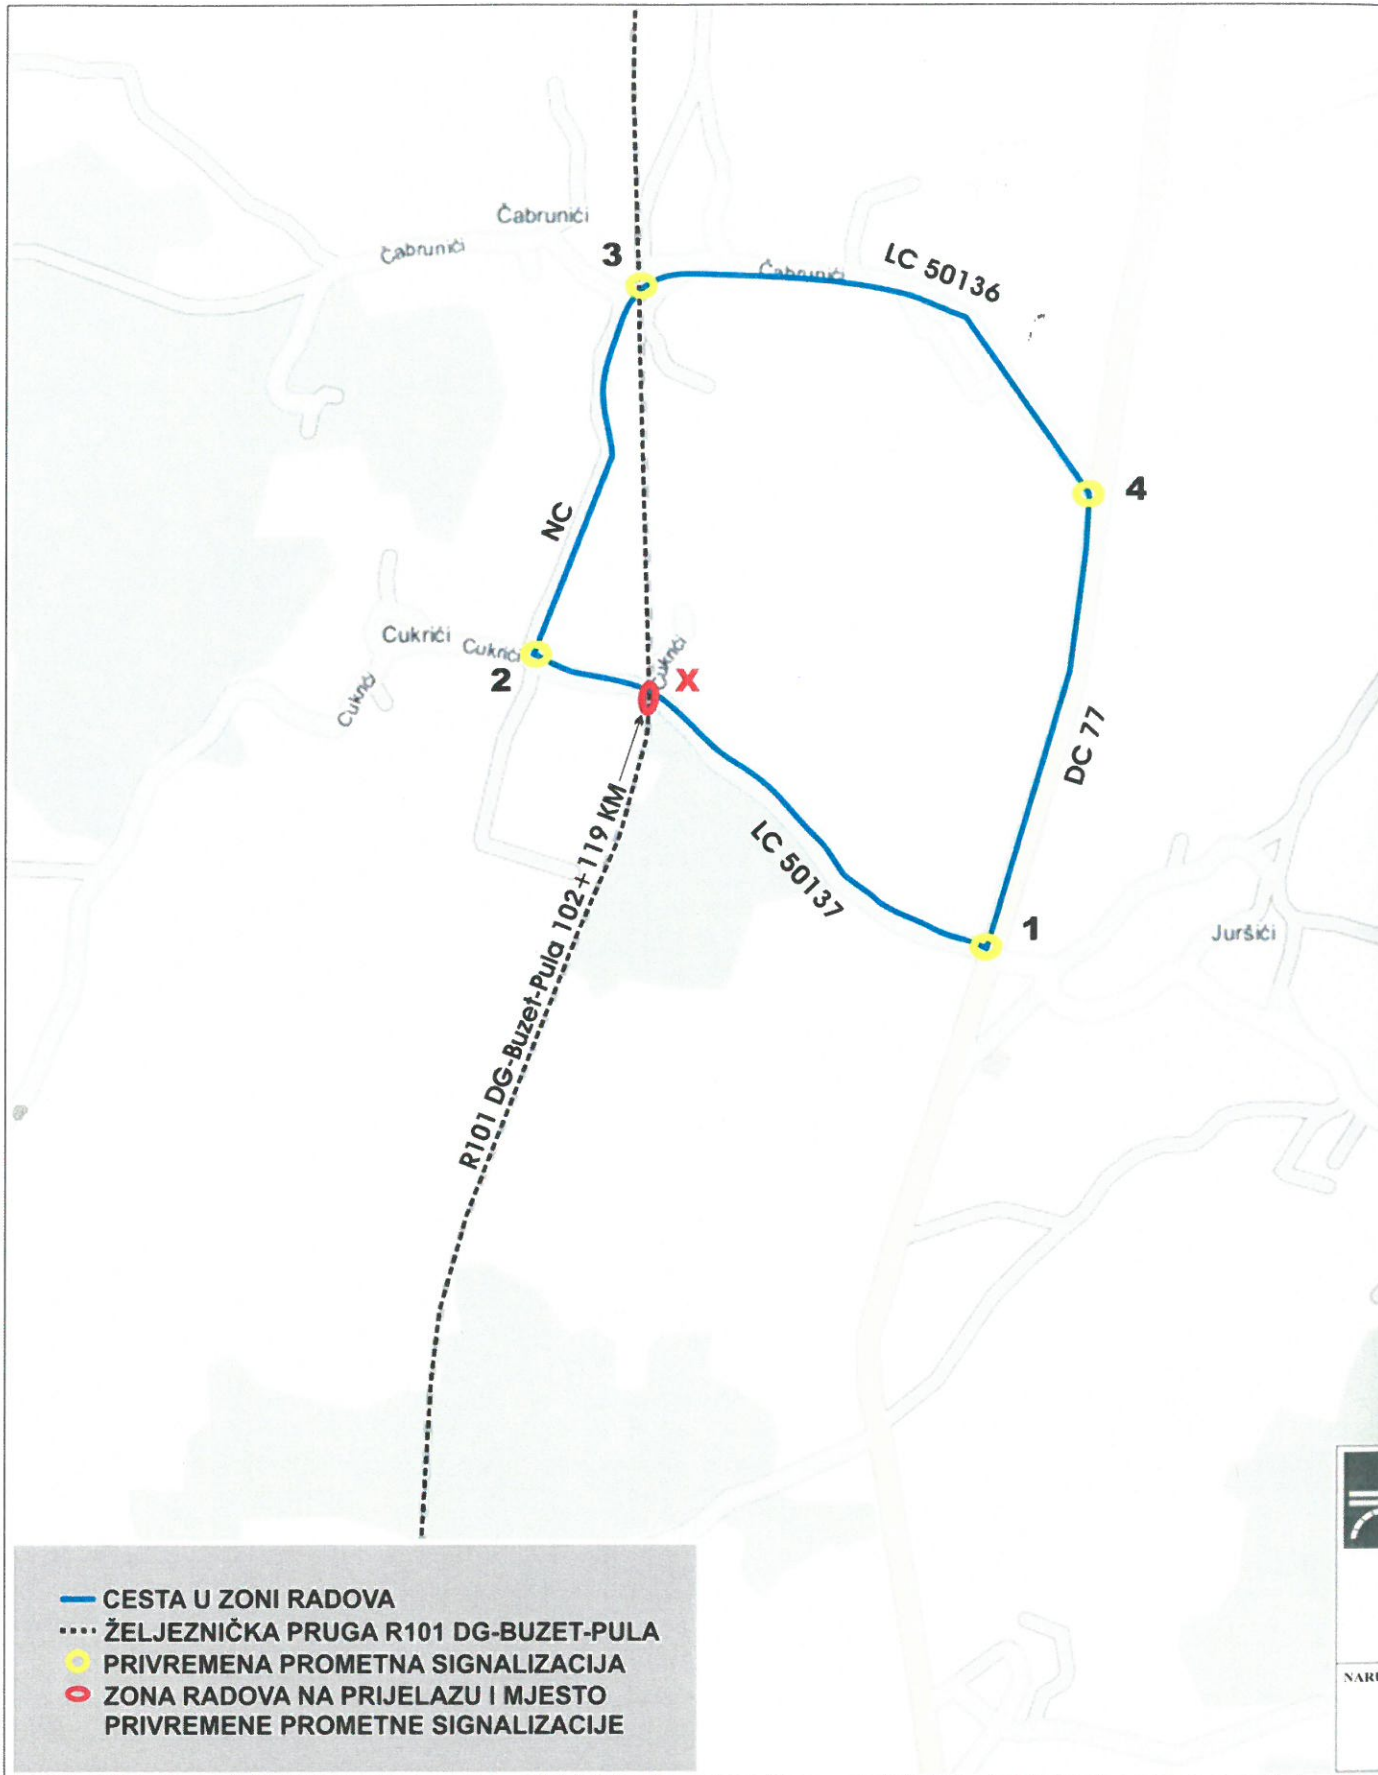 Čabrunići
Čabrunići
3
Čabrunići
LC 50136
4
NC
Cukrići
Cukrići
2
Cukrići
Cukrići
X
DC 77
R101 DG-Buzet-Pula 102+119 KM
LC 50137
1
Juršići
CESTA U ZONI RADOVA
ŽELJEZNIČKA PRUGA R101 DG-BUZET-PULA
PRIVREMENA PROMETNA SIGNALIZACIJA
ZONA RADOVA NA PRIJELAZU I MJESTO
PRIVREMENE PROMETNE SIGNALIZACIJE